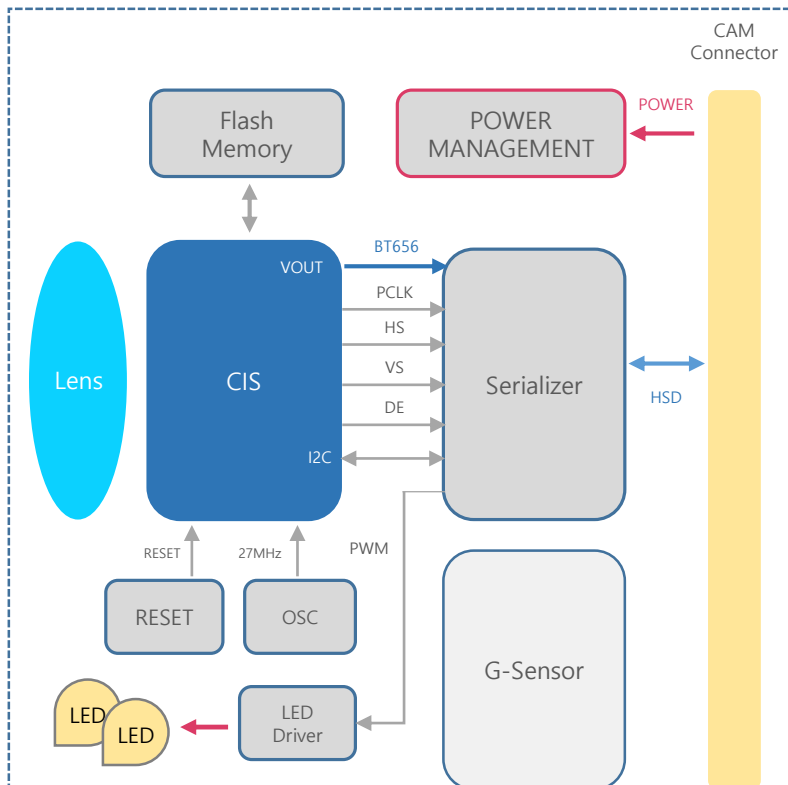 CAM
Connector
Flash
Memory
POWER
MANAGEMENT
POWER
VOUT
BT656
PCLK
HS
VS
DE
I2C
Lens
CIS
Serializer
HSD
RESET
27MHz
PWM
RESET
OSC
G-Sensor
LED
LED
LED
Driver